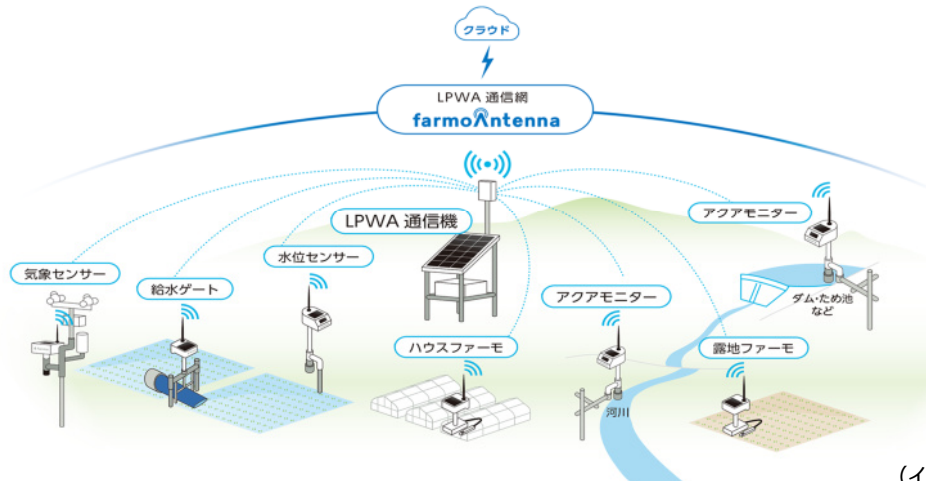 クラウド
LPWA 通信網
farmoAntenna
LPWA 通信機
アクアモニター
水位センサー
気象センサー
給水ゲート
アクアモニター
ダム・ため池
など
ハウスファーモ
露地ファーモ
河川
(イ